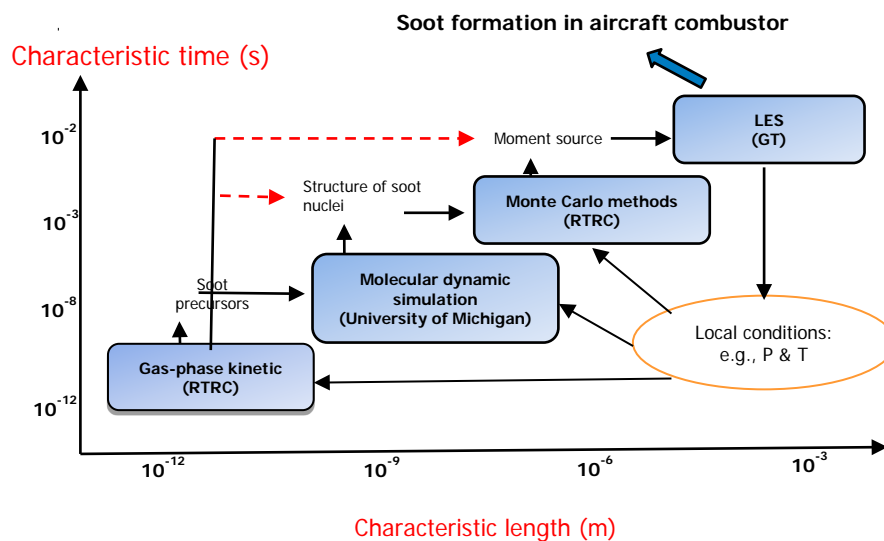 Soot formation in aircraft combustor
Characteristic time (s)
10-2
10-3
10-8
10-12
LES
(GT)
Moment source
Structure of soot
nuclei
Monte Carlo methods
(RTRC)
Soot
precursors
Molecular dynamic
simulation
(University of Michigan)
Local conditions:
e.g., P & T
Gas-phase kinetic
(RTRC)
10-12
10-9
10-6
10-3
Characteristic length (m)